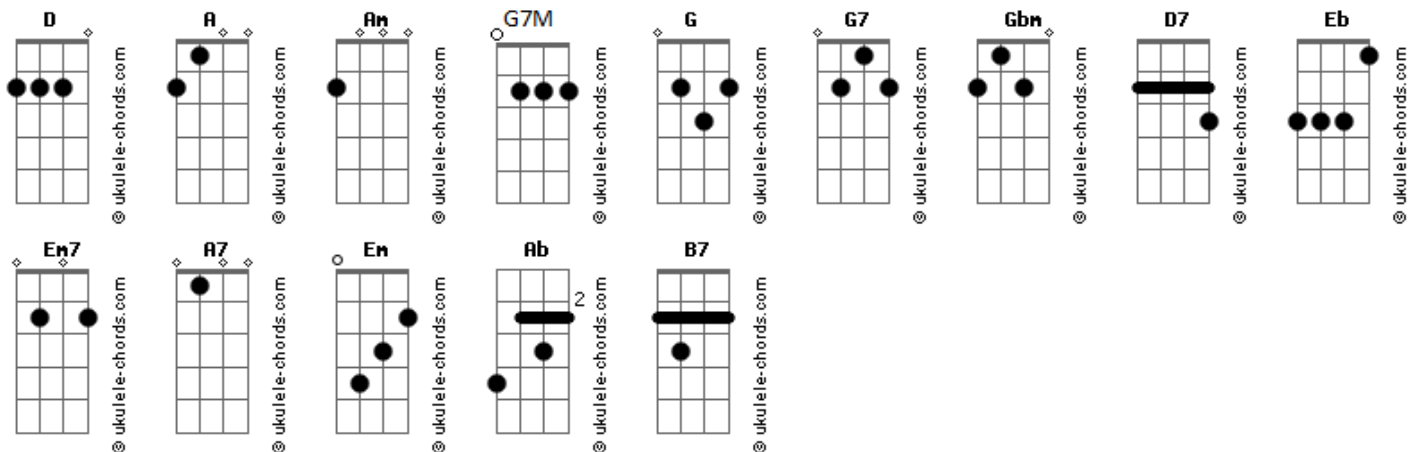 D A Am G7M G G7 Gbm D7 Eb
© ukulele-chords.com © ukulele-chords.com © ukulele-chords.com © ukulele-chords.com © ukulele-chords.com © ukulele-chords.com © ukulele-chords.com © ukulele-chords.com © ukulele-chords.com
Em7 A7 Em Ab B7
2
© ukulele-chords.com © ukulele-chords.com © ukulele-chords.com © ukulele-chords.com © ukulele-chords.com